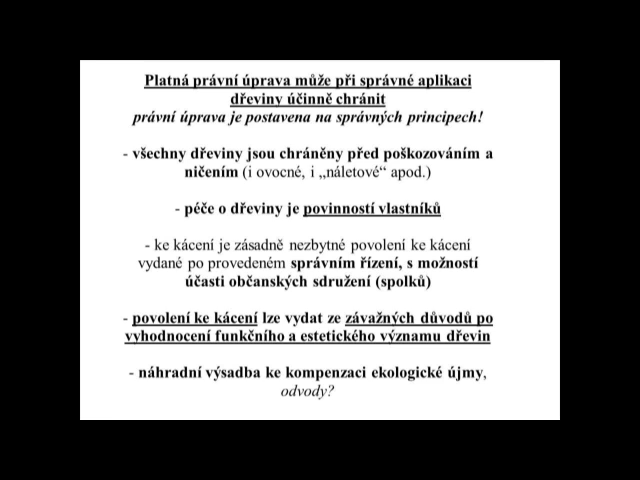 Platná právní úprava může při správné aplikaci
dřeviny účinně chránit
právní úprava je postavena na správných principech!
- všechny dřeviny jsou chráněny před poškozováním a
ničením (i ovocné, i „náletové“ apod.)
- péče o dřeviny je povinností vlastníků
- ke kácení je zásadně nezbytné povolení ke kácení
vydané po provedeném správním řízení, s možností
účasti občanských sdružení (spolků)
- povolení ke kácení lze vydat ze závažných důvodů po
vyhodnocení funkčního a estetického významu dřevin
- náhradní výsadba ke kompenzaci ekologické újmy,
odvody?